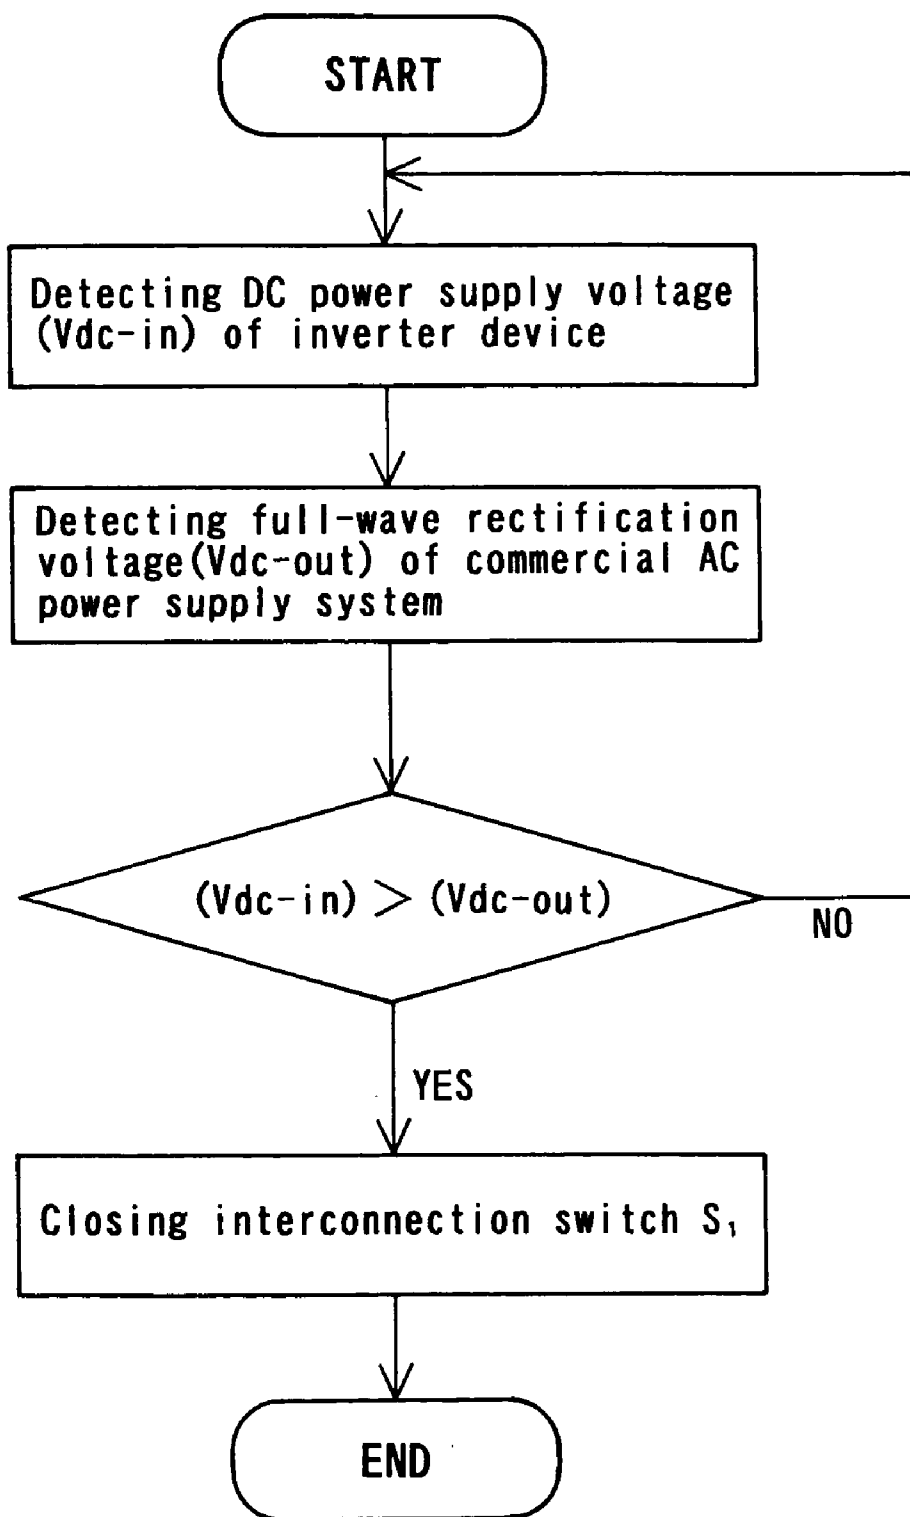 START
Detecting DC power supply voltage
(Vdc-in) of inverter device
Detecting full-wave rectification
voltage(Vdc-out) of commercial AC
power supply system
(Vdc-in) > (Vdc-out)
NO
YES
Closing interconnection switch S₁
END